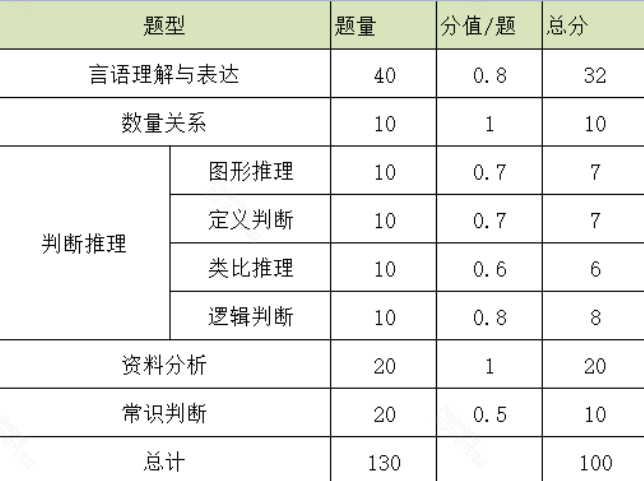 题型 题量 分值/题 总分
言语理解与表达 40 0.8 32
数量关系 10 1 10
判断推理 图形推理 10 0.7 7
定义判断 10 0.7 7
类比推理 10 0.6 6
逻辑判断 10 0.8 8
资料分析 20 1 20
常识判断 20 0.5 10
总计 130 100